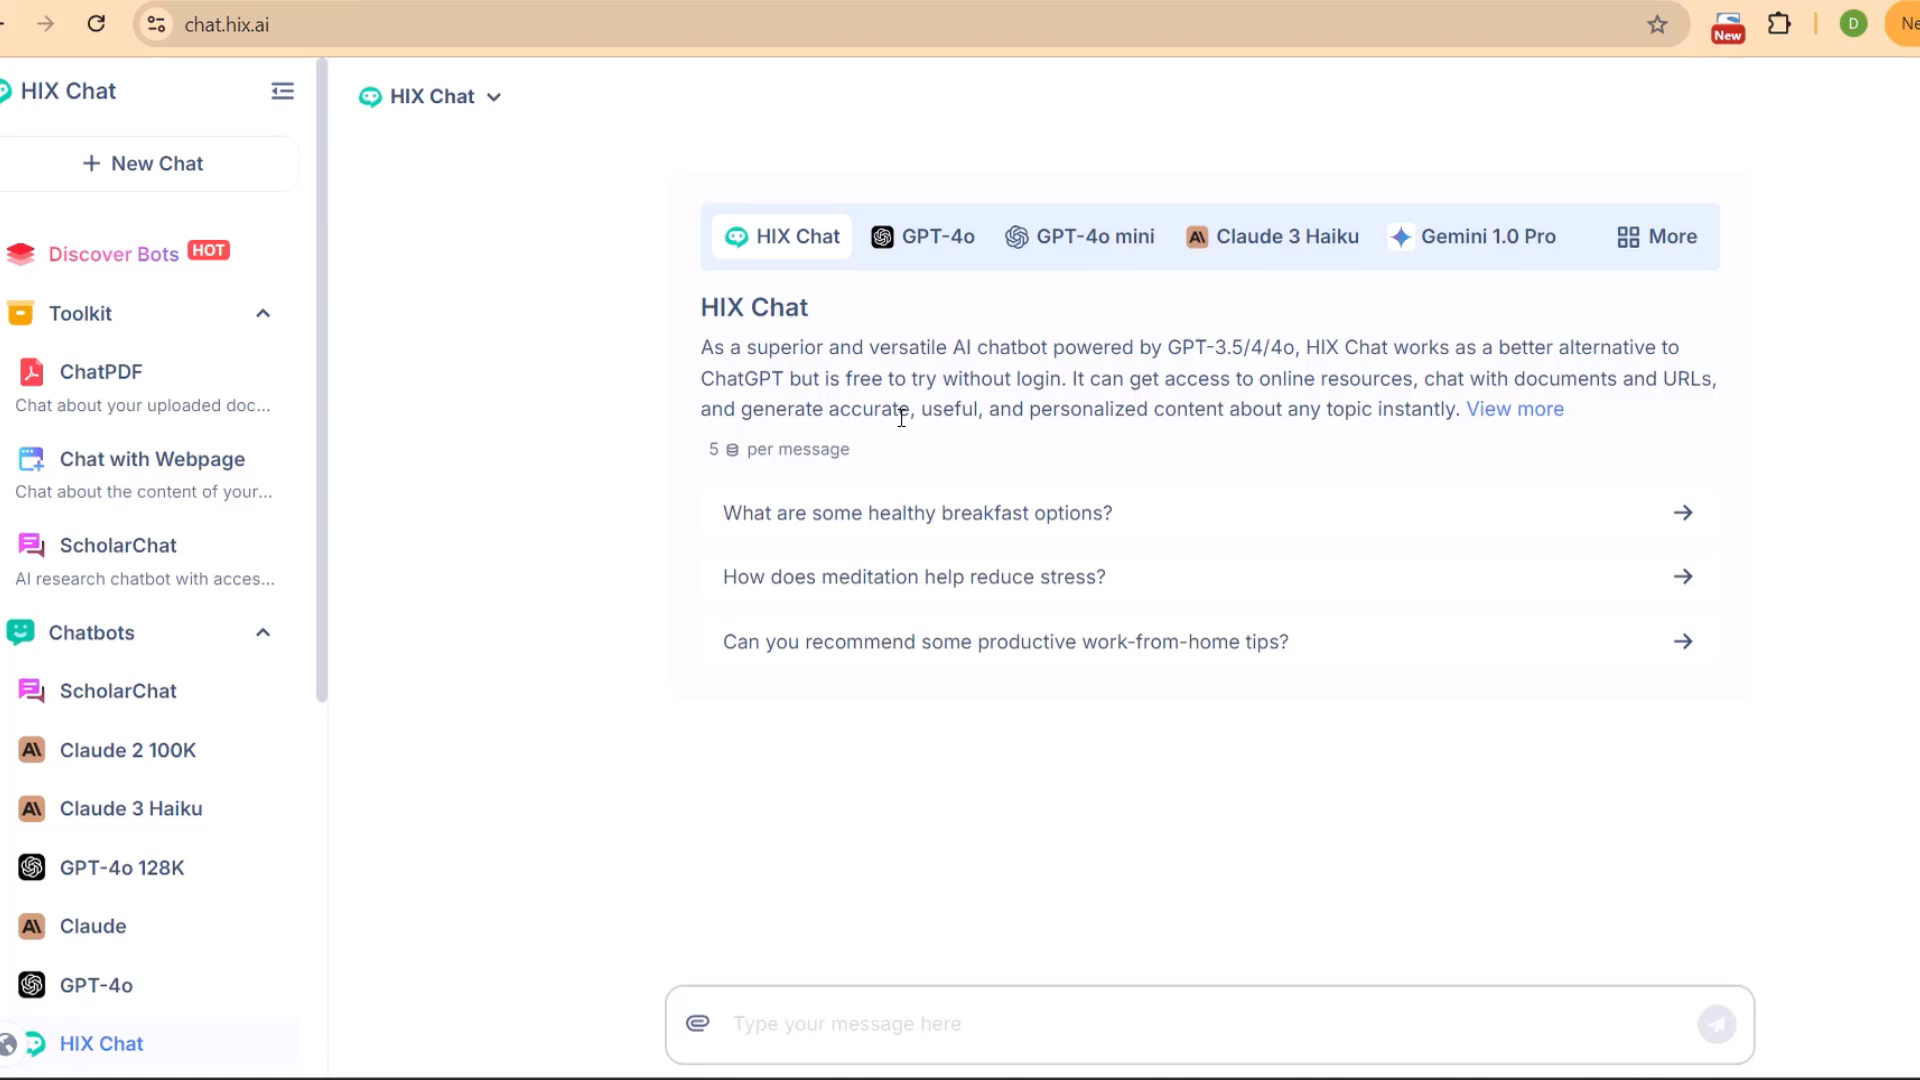 chat.hix.ai
New
D
Ne
HIX Chat
+ New Chat
Discover Bots HOT
Toolkit
ChatPDF
Chat about your uploaded doc...
Chat with Webpage
Chat about the content of your...
ScholarChat
AI research chatbot with acces...
Chatbots
ScholarChat
Claude 2 100K
Claude 3 Haiku
GPT-4o 128K
Claude
GPT-4o
HIX Chat
HIX Chat
HIX Chat GPT-4o GPT-4o mini Claude 3 Haiku Gemini 1.0 Pro More
HIX Chat
As a superior and versatile AI chatbot powered by GPT-3.5/4/4o, HIX Chat works as a better alternative to
ChatGPT but is free to try without login. It can get access to online resources, chat with documents and URLs,
and generate accurate, useful, and personalized content about any topic instantly. View more
5 per message
What are some healthy breakfast options?
How does meditation help reduce stress?
Can you recommend some productive work-from-home tips?
Type your message here